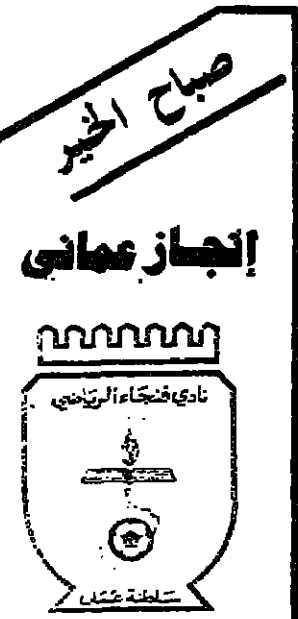 صباح الخير
إنجاز عماني
نادي فنجاء الرياضي
سلطنة عمان